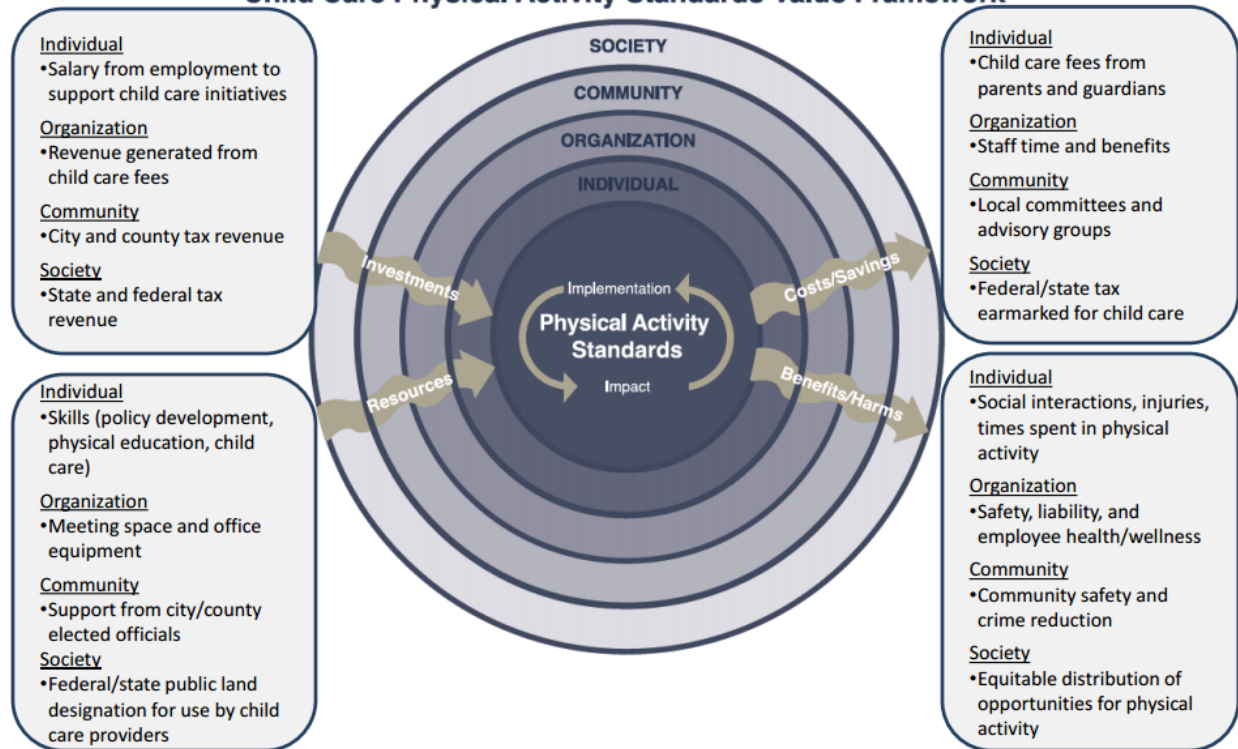 Child Care Physical Activity Standards Value Framework
Individual
•Salary from employment to
support child care initiatives
Organization
•Revenue generated from
child care fees
Community
•City and county tax revenue
Society
•State and federal tax
revenue
Individual
•Skills (policy development,
physical education, child
care)
Organization
•Meeting space and office
equipment
Community
•Support from city/county
elected officials
Society
•Federal/state public land
designation for use by child
care providers
SOCIETY
COMMUNITY
ORGANIZATION
INDIVIDUAL
Investments
Resources
Implementation
Physical Activity
Standards
Impact
Costs/Savings
Benefits/Harms
Individual
•Child care fees from
parents and guardians
Organization
•Staff time and benefits
Community
•Local committees and
advisory groups
Society
•Federal/state tax
earmarked for child care
Individual
•Social interactions, injuries,
times spent in physical
activity
Organization
•Safety, liability, and
employee health/wellness
Community
•Community safety and
crime reduction
Society
•Equitable distribution of
opportunities for physical
activity